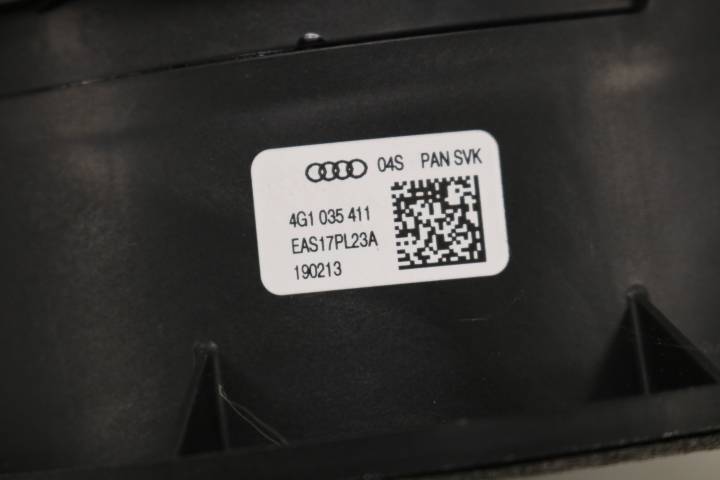 04S PAN SVK
4G1 035 411
EAS17PL23A
190213